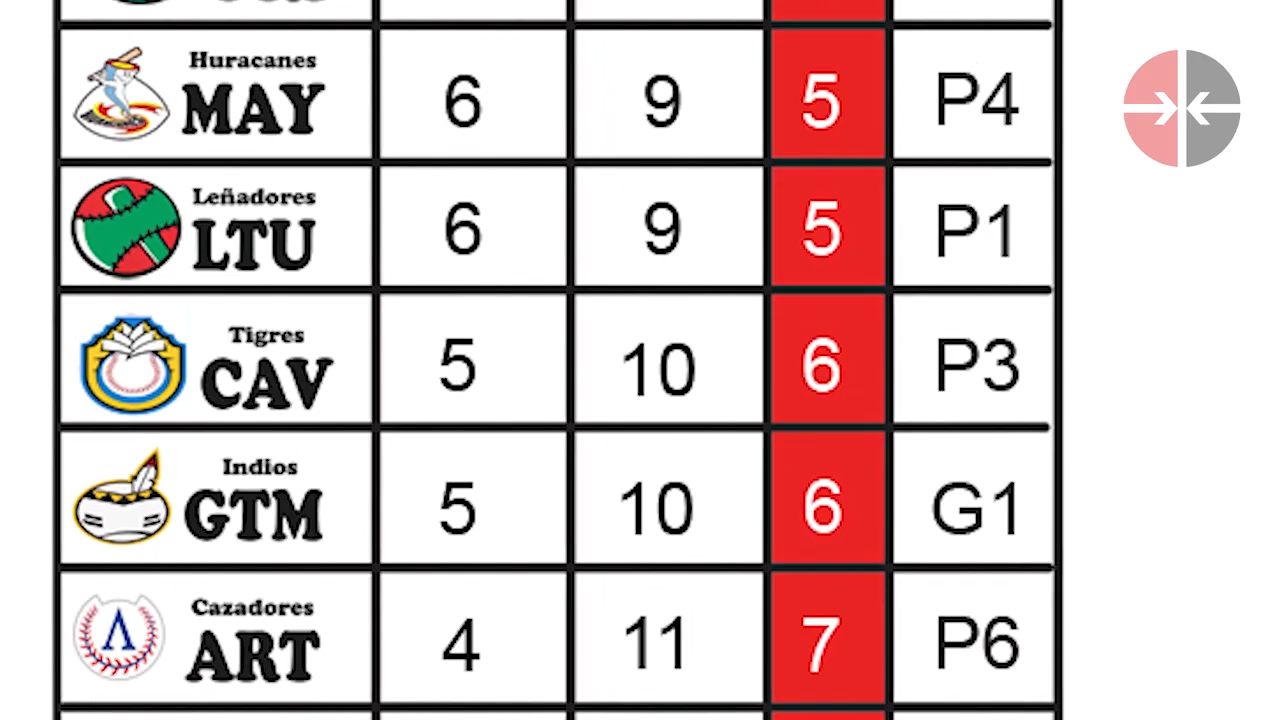 Huracanes
MAY 6 9 5 P4
Leñadores
LTU 6 9 5 P1
Tigres
CAV 5 10 6 P3
Indios
GTM 5 10 6 G1
Cazadores
ART 4 11 7 P6